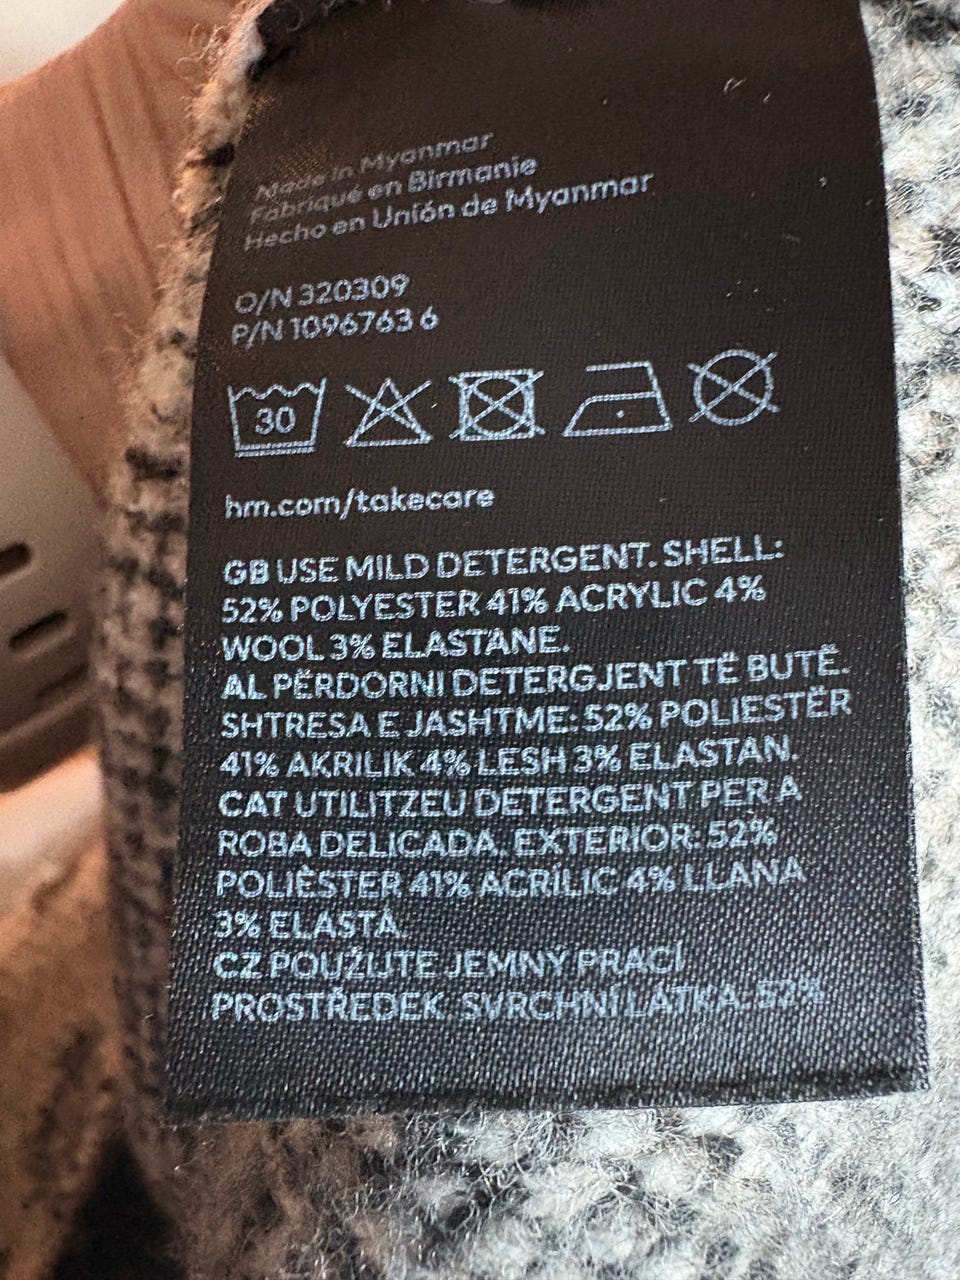 Made in Myanmar
Fabriqué en Birmanie
Hecho en Unión de Myanmar
O/N 320309
P/N 1096763 6
30
hm.com/takecare
GB USE MILD DETERGENT. SHELL:
52% POLYESTER 41% ACRYLIC 4%
WOOL 3% ELASTANE.
AL PËRDORNI DETERGJENT TË BUTË.
SHTRESA E JASHTME: 52% POLIESTËR
41% AKRILIK 4% LESH 3% ELASTAN.
CAT UTILITZEU DETERGENT PER A
ROBA DELICADA. EXTERIOR: 52%
POLIÈSTER 41% ACRÍLIC 4% LLANA
3% ELASTÀ.
CZ POUŽIJTE JEMNÝ PRACÍ
PROSTŘEDEK. SVRCHNÍ LÁTKA: 52%